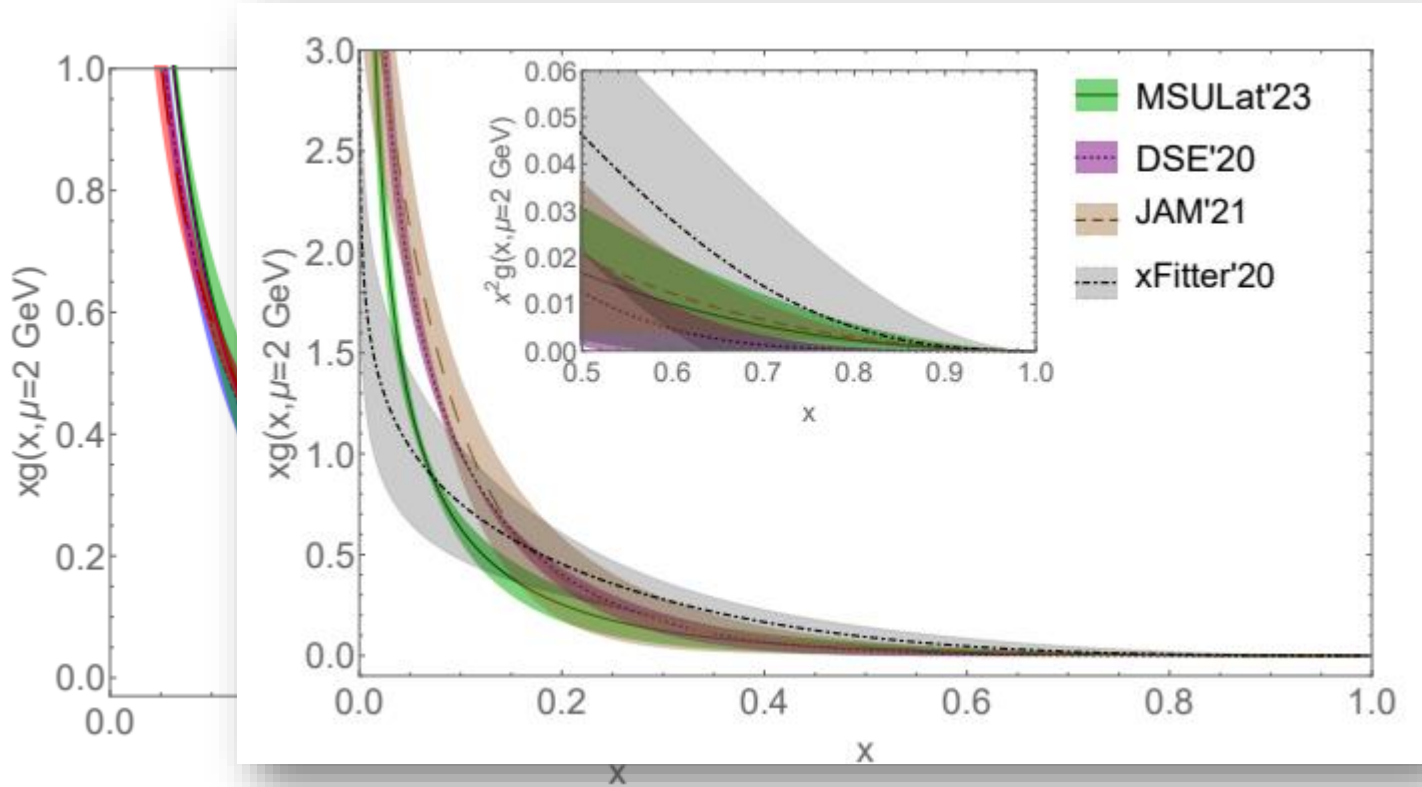 1.0
0.8
0.6
0.4
0.2
0.0
0.0
xg(x,μ=2 GeV)
x
3.0
2.5
2.0
1.5
1.0
0.5
0.0
xg(x,μ=2 GeV)
0.0 0.2 0.4 0.6 0.8 1.0
x
0.06
0.05
0.04
0.03
0.02
0.01
0.00
x²g(x,μ=2 GeV)
0.5 0.6 0.7 0.8 0.9 1.0
x
MSULat'23
DSE'20
JAM'21
xFitter'20